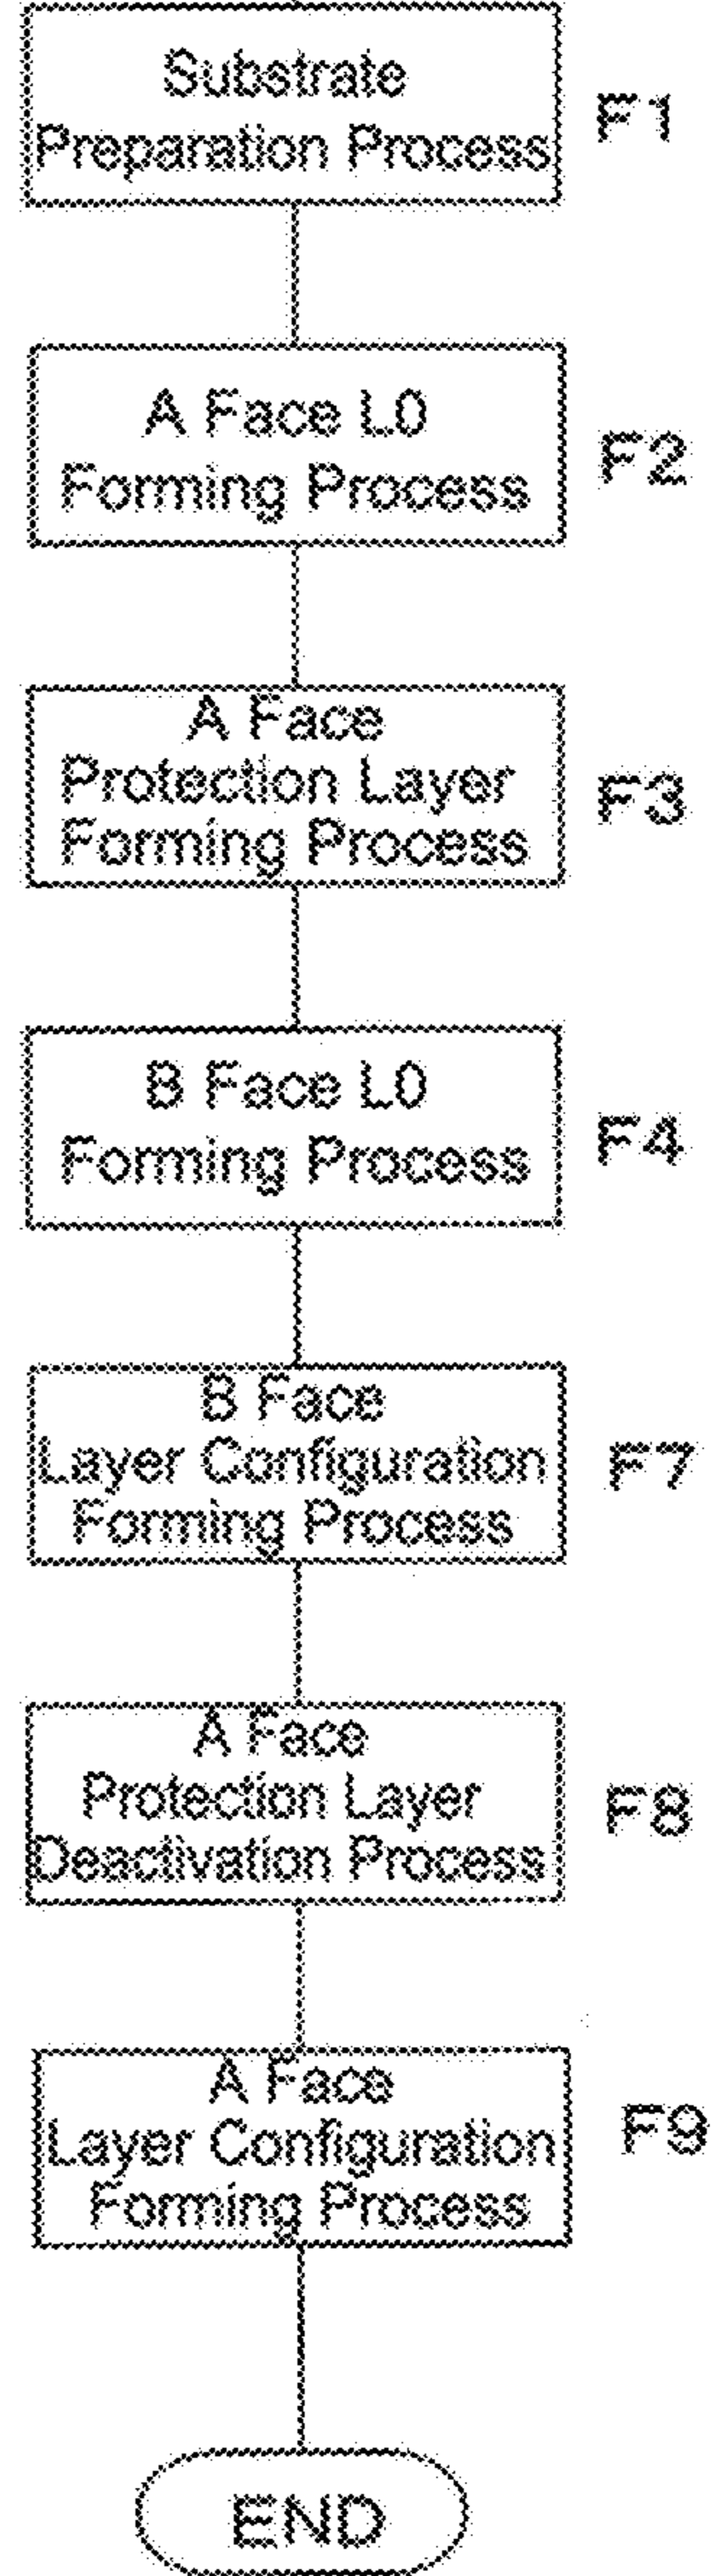 Substrate
Preparation Process
F1
A Face L0
Forming Process
F2
A Face
Protection Layer
Forming Process
F3
B Face L0
Forming Process
F4
B Face
Layer Configuration
Forming Process
F7
A Face
Protection Layer
Deactivation Process
F8
A Face
Layer Configuration
Forming Process
F9
END